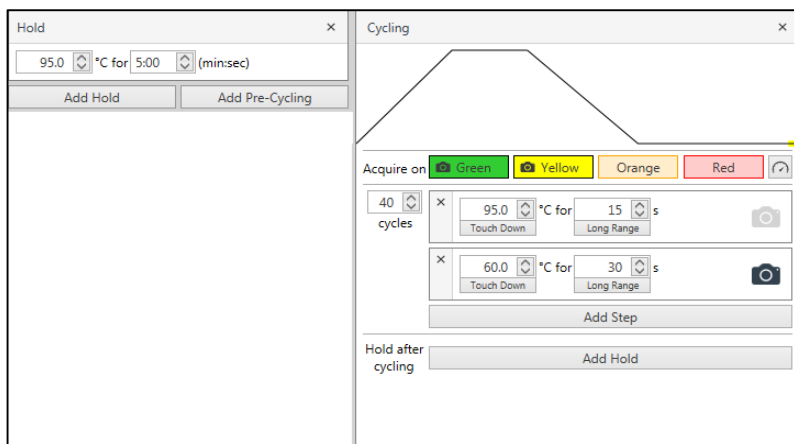 Hold ×
95.0 °C for 5:00 (min:sec)
Add Hold Add Pre-Cycling
Cycling ×
Acquire on Green Yellow Orange Red
40 cycles
× 95.0 °C for 15 s
Touch Down Long Range
× 60.0 °C for 30 s
Touch Down Long Range
Add Step
Hold after
cycling
Add Hold